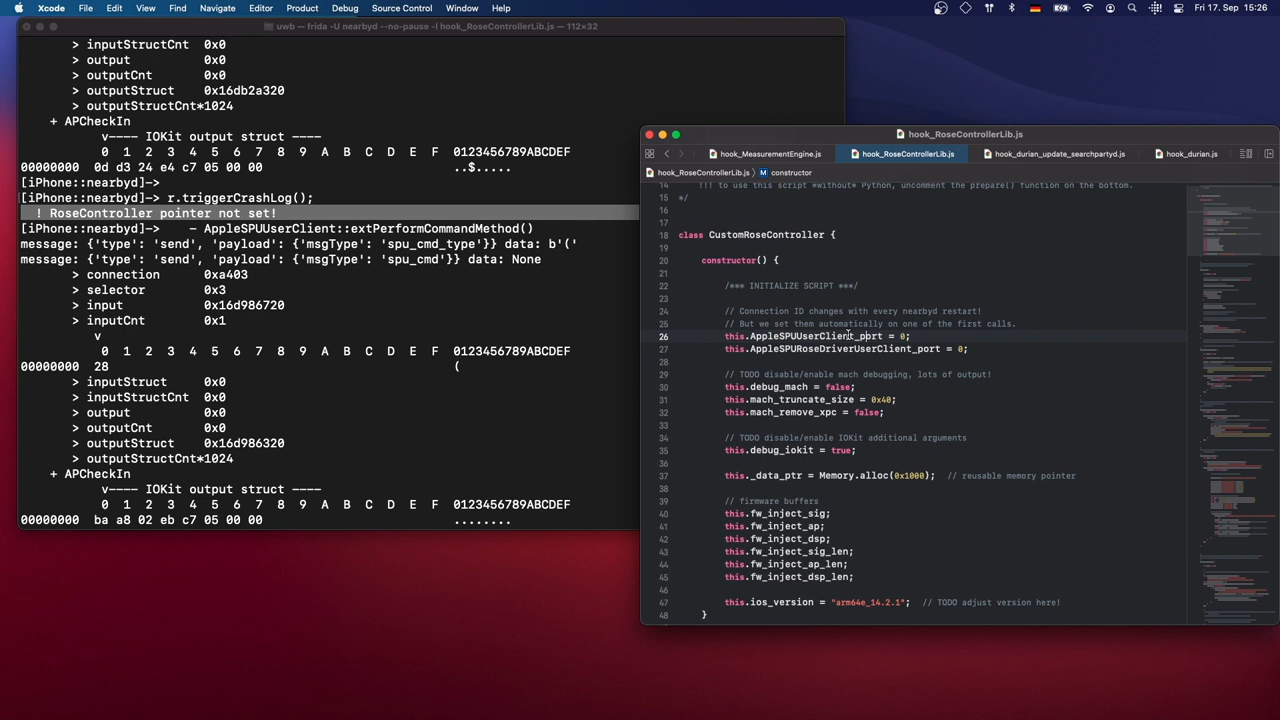 Xcode File Edit View Find Navigate Editor Product Debug Source Control Window Help Fri 17. Sep 15:26
uwb — frida -U nearbyd --no-pause -l hook_RoseControllerLib.js — 112×32
> inputStructCnt 0x0
> output 0x0
> outputCnt 0x0
> outputStruct 0x16db2a320
> outputStructCnt*1024
+ APCheckIn
v---- IOKit output struct ----
0 1 2 3 4 5 6 7 8 9 A B C D E F 0123456789ABCDEF
00000000 0d d3 24 e4 c7 05 00 00 ..$.....
[iPhone::nearbyd]->
[iPhone::nearbyd]-> r.triggerCrashLog();
! RoseController pointer not set!
[iPhone::nearbyd]-> - AppleSPUUserClient::extPerformCommandMethod()
message: {'type': 'send', 'payload': {'msgType': 'spu_cmd_type'}} data: b'('
message: {'type': 'send', 'payload': {'msgType': 'spu_cmd'}} data: None
> connection 0xa403
> selector 0x3
> input 0x16d986720
> inputCnt 0x1
v
0 1 2 3 4 5 6 7 8 9 A B C D E F 0123456789ABCDEF
00000000 28 (
> inputStruct 0x0
> inputStructCnt 0x0
> output 0x0
> outputCnt 0x0
> outputStruct 0x16d986320
> outputStructCnt*1024
+ APCheckIn
v---- IOKit output struct ----
0 1 2 3 4 5 6 7 8 9 A B C D E F 0123456789ABCDEF
00000000 ba a8 02 eb c7 05 00 00 ........
hook_RoseControllerLib.js
hook_MeasurementEngine.js hook_RoseControllerLib.js hook_durian_update_searchpartyd.js hook_durian.js
hook_RoseControllerLib.js M constructor
14 !!! to use this script *without* Python, uncomment the prepare() function on the bottom.
15 */
16
17
18 class CustomRoseController {
19
20 constructor() {
21
22 /*** INITIALIZE SCRIPT ***/
23
24 // Connection ID changes with every nearbyd restart!
25 // But we set them automatically on one of the first calls.
26 this.AppleSPUUserClient_port = 0;
27 this.AppleSPURoseDriverUserClient_port = 0;
28
29 // TODO disable/enable mach debugging, lots of output!
30 this.debug_mach = false;
31 this.mach_truncate_size = 0x40;
32 this.mach_remove_xpc = false;
33
34 // TODO disable/enable IOKit additional arguments
35 this.debug_iokit = true;
36
37 this._data_ptr = Memory.alloc(0x1000); // reusable memory pointer
38
39 // firmware buffers
40 this.fw_inject_sig;
41 this.fw_inject_ap;
42 this.fw_inject_dsp;
43 this.fw_inject_sig_len;
44 this.fw_inject_ap_len;
45 this.fw_inject_dsp_len;
46
47 this.ios_version = "arm64e_14.2.1"; // TODO adjust version here!
48 }